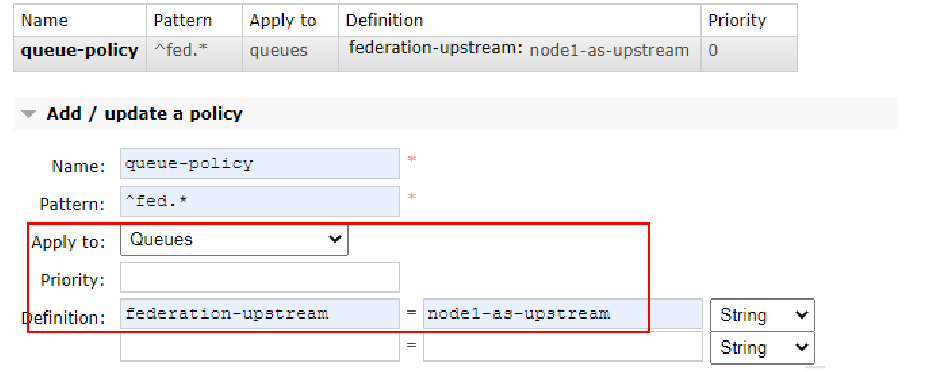 Name Pattern Apply to Definition Priority
queue-policy ^fed.* queues federation-upstream: node1-as-upstream 0
Add / update a policy
Name: queue-policy *
Pattern: ^fed.* *
Apply to: Queues
Priority:
Definition: federation-upstream = node1-as-upstream String
= String